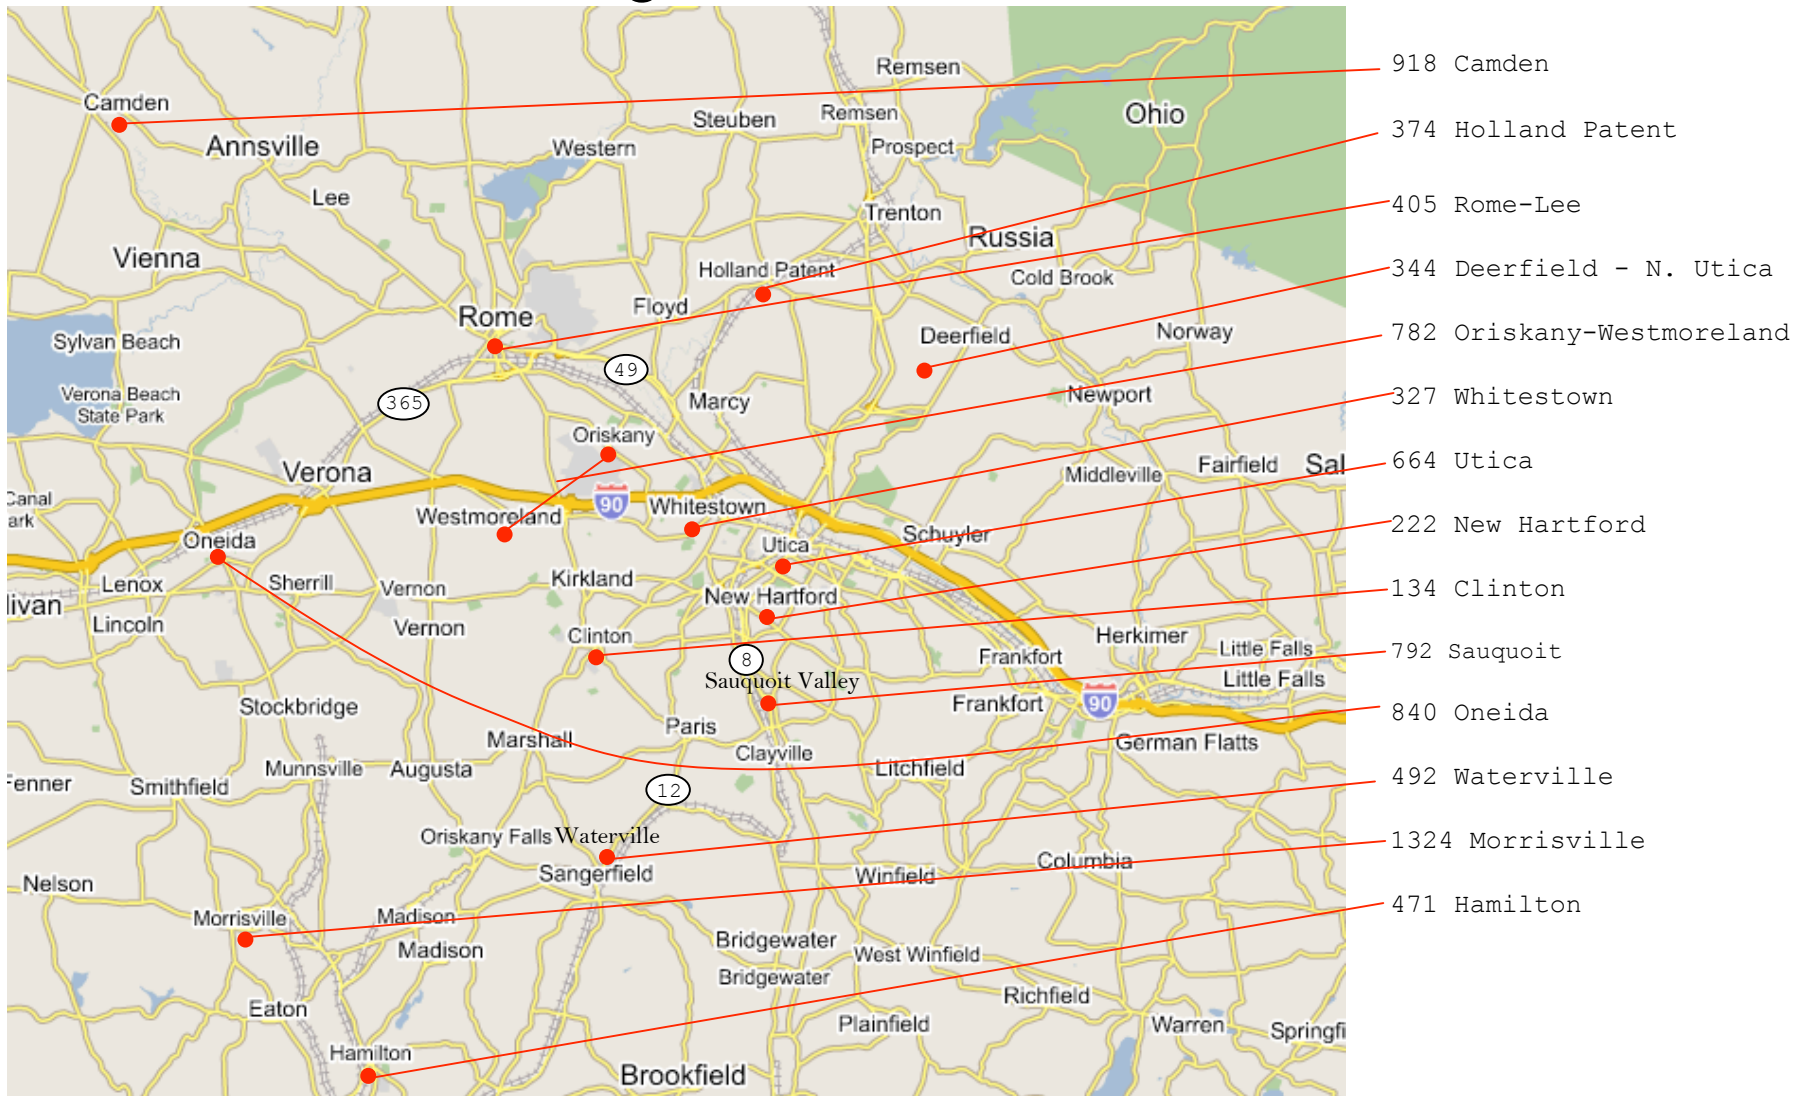 918 Camden
374 Holland Patent
405 Rome-Lee
344 Deerfield - N. Utica
782 Oriskany-Westmoreland
327 Whitestown
664 Utica
222 New Hartford
134 Clinton
792 Sauquoit
840 Oneida
492 Waterville
1324 Morrisville
471 Hamilton
Remsen
Camden
Steuben
Remsen
Ohio
Annsville
Western
Prospect
Lee
Trenton
Russia
Vienna
Holland Patent
Cold Brook
Floyd
Rome
Sylvan Beach
Deerfield
Norway
49
Verona Beach
State Park
365
Marcy
Newport
Oriskany
Verona
Middleville
Fairfield
Sal
Canal
ark
90
Westmoreland
Whitestown
Oneida
Utica
Schuyler
Lenox
Sherrill
Vernon
Kirkland
New Hartford
livan
Lincoln
Vernon
Clinton
Herkimer
Little Falls
8
Frankfort
Sauquoit Valley
Little Falls
Stockbridge
Frankfort
90
Paris
Marshall
Clayville
German Flatts
Munnsville
Augusta
Litchfield
Fenner
Smithfield
12
Oriskany Falls
Waterville
Sangerfield
Columbia
Nelson
Winfield
Morrisville
Madison
Madison
Bridgewater
West Winfield
Bridgewater
Eaton
Richfield
Plainfield
Warren
Springfi
Hamilton
Brookfield